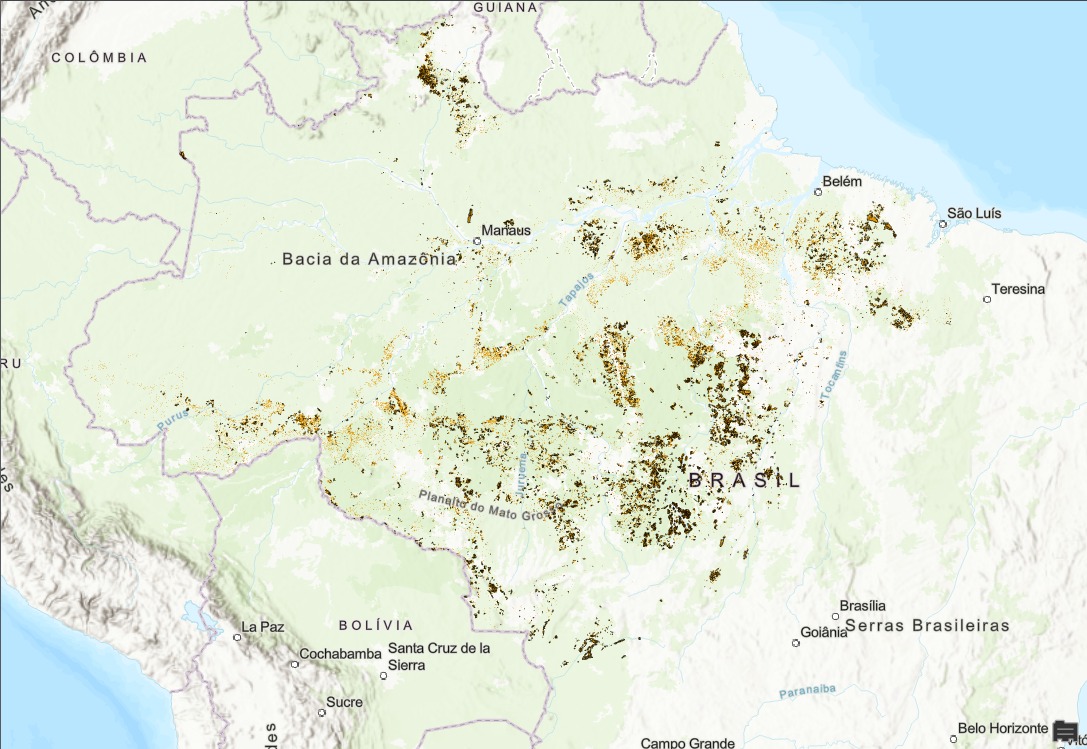 GUIANA
COLÔMBIA
Belém
São Luís
Manaus
Bacia da Amazônia
Tapajós
Teresina
RU
Tocantins
Purus
Juruena
BRASIL
Planalto do Mato Grosso
Brasília
Goiânia
Serras Brasileiras
La Paz
BOLÍVIA
Cochabamba
Santa Cruz de la
Sierra
Paranaiba
Sucre
Belo Horizonte
Campo Grande
des